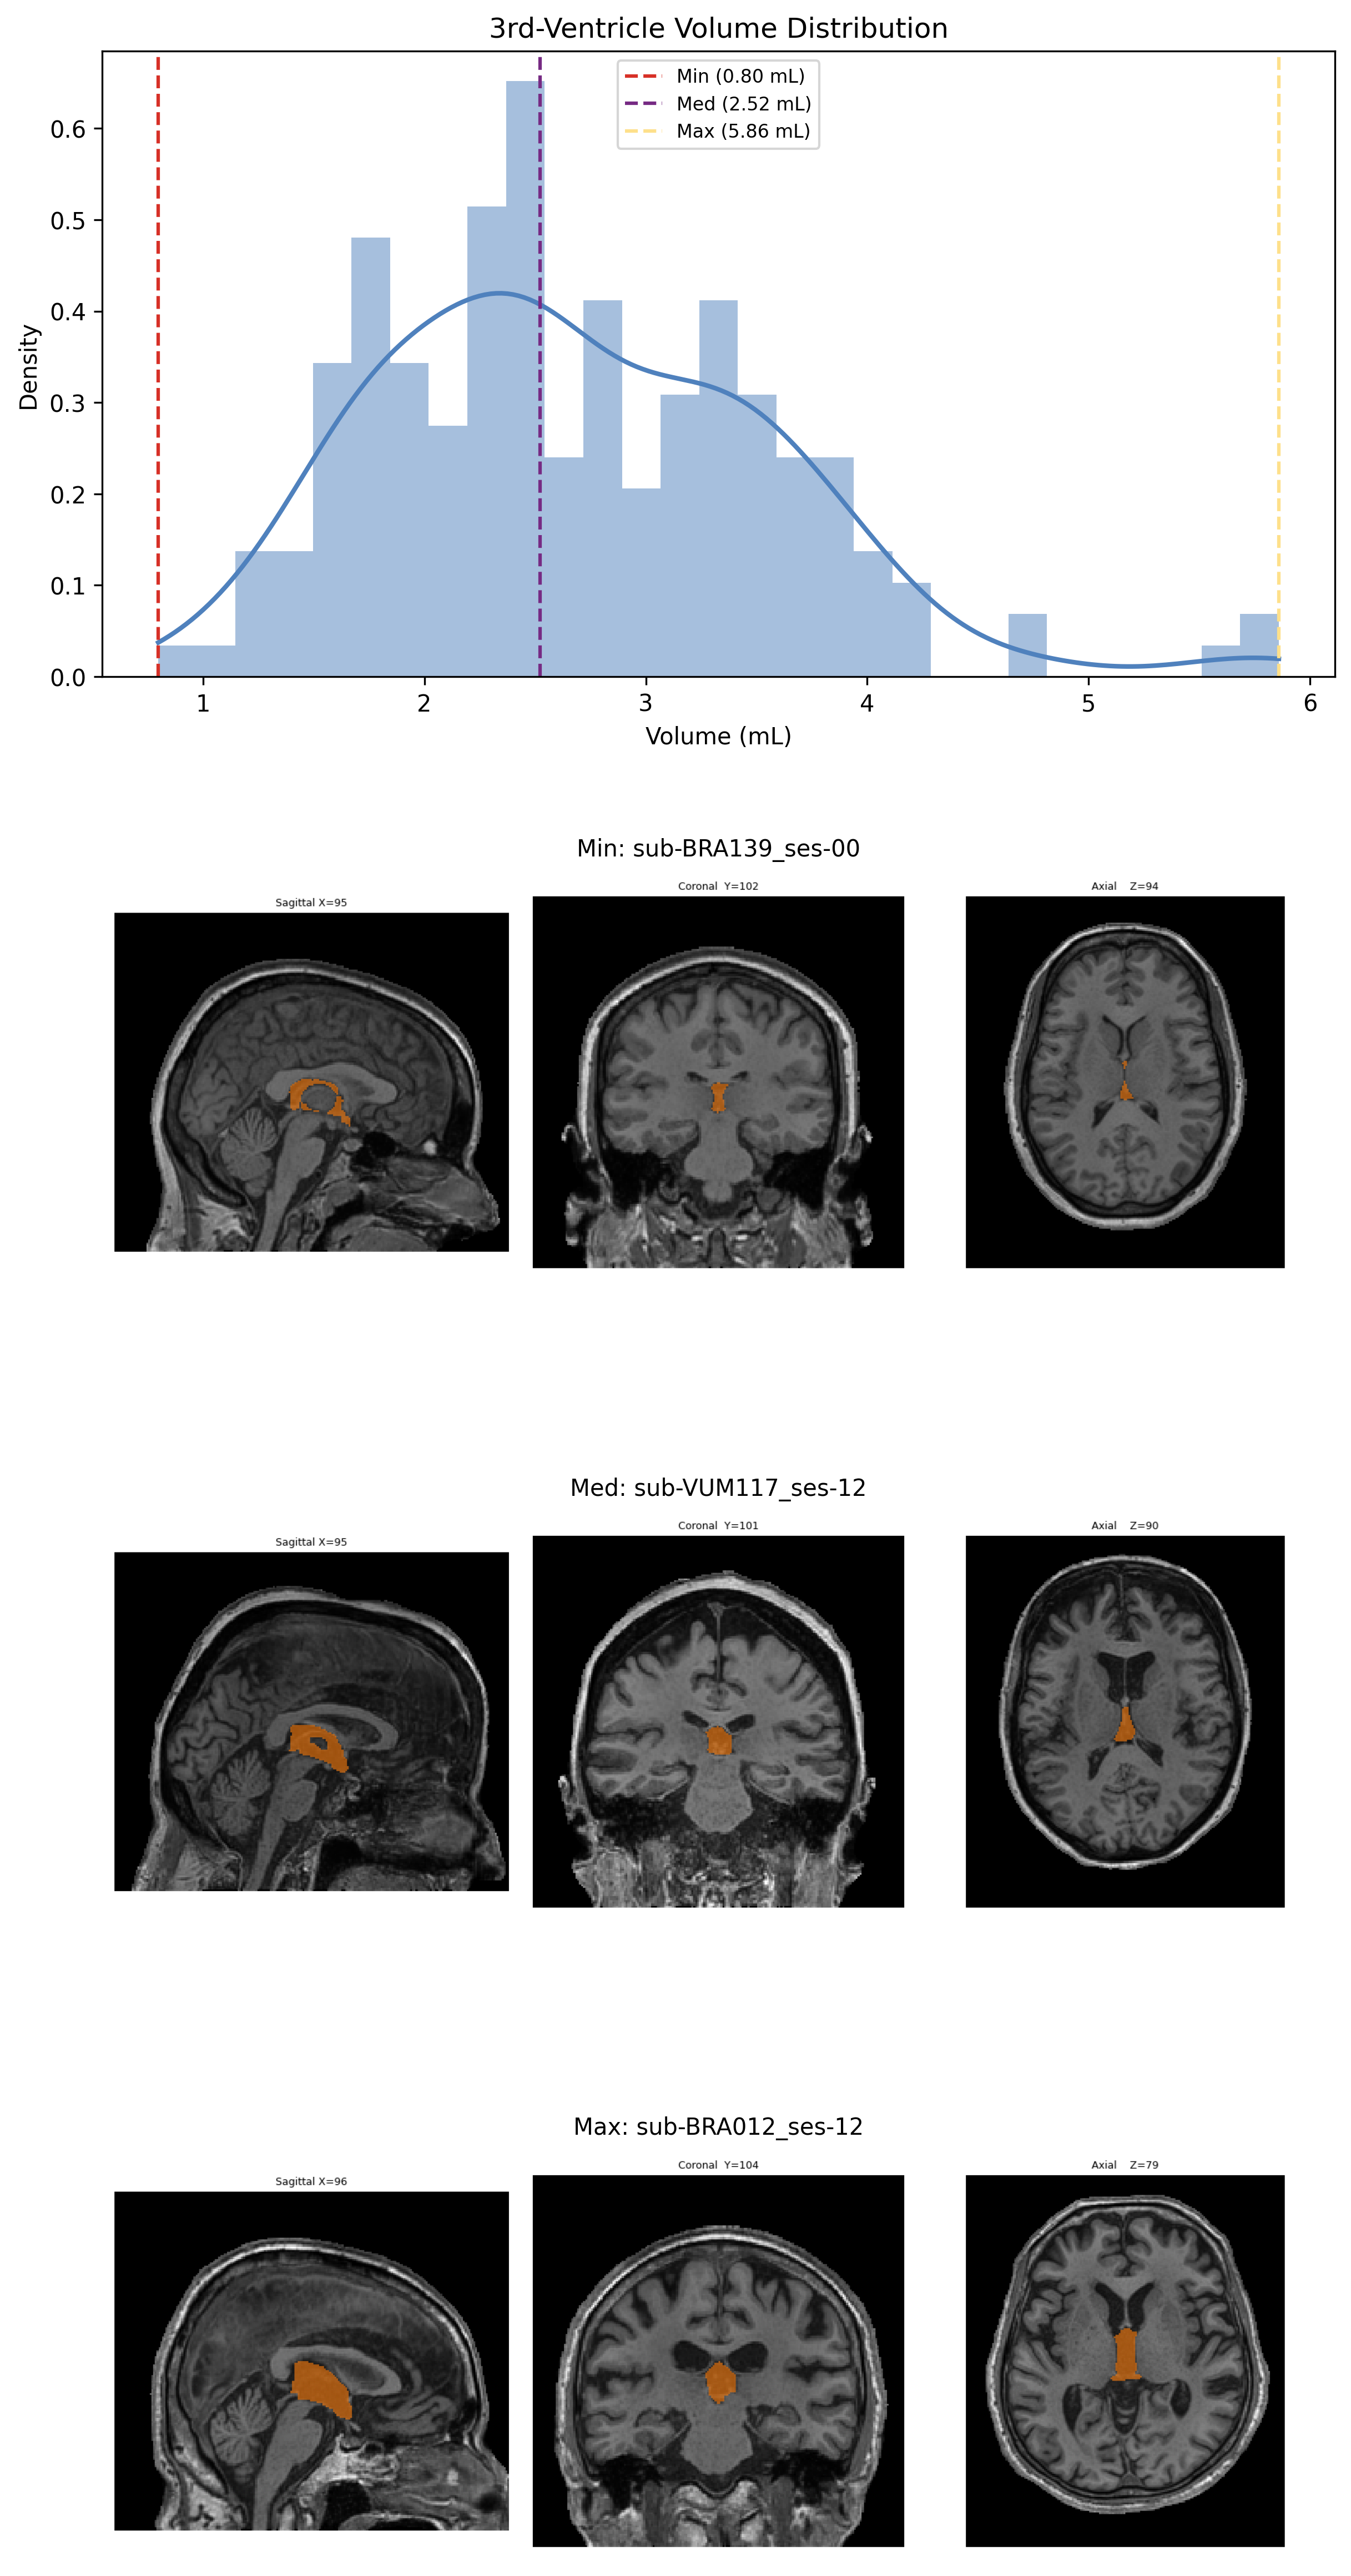 3rd-Ventricle Volume Distribution
Min (0.80 mL)
Med (2.52 mL)
Max (5.86 mL)
Density
0.6
0.5
0.4
0.3
0.2
0.1
0.0
1 2 3 4 5 6
Volume (mL)
Min: sub-BRA139_ses-00
Sagittal X=95 Coronal Y=102 Axial Z=94
Med: sub-VUM117_ses-12
Sagittal X=95 Coronal Y=101 Axial Z=90
Max: sub-BRA012_ses-12
Sagittal X=96 Coronal Y=104 Axial Z=79